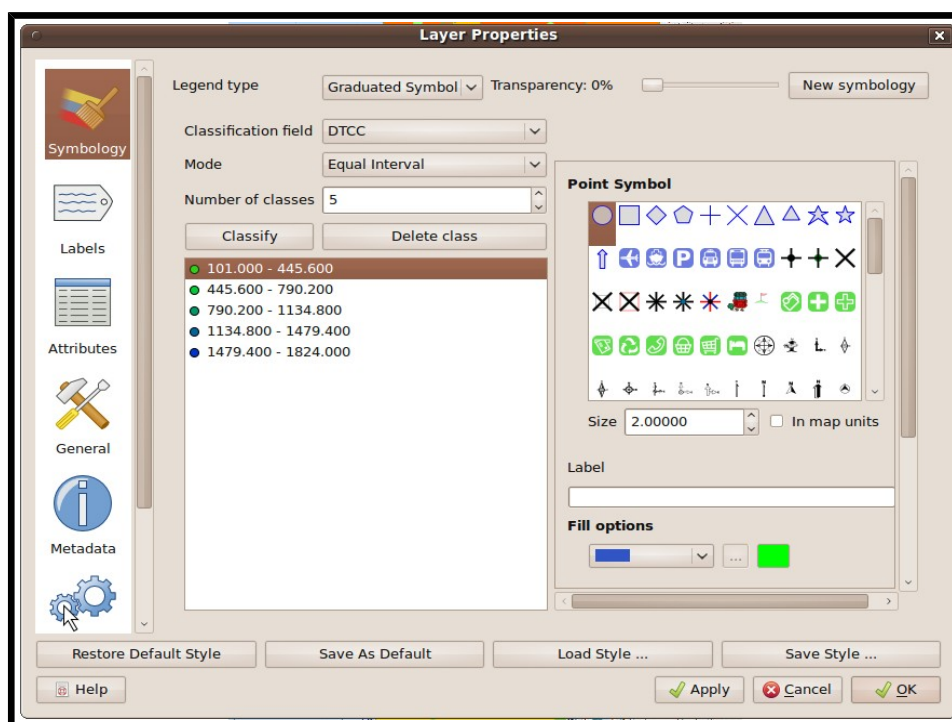 Layer Properties
Symbology
Labels
Attributes
General
Metadata
Legend type
Graduated Symbol
Transparency: 0%
New symbology
Classification field
DTCC
Mode
Equal Interval
Number of classes
5
Classify
Delete class
101.000 - 445.600
445.600 - 790.200
790.200 - 1134.800
1134.800 - 1479.400
1479.400 - 1824.000
Point Symbol
P
Size
2.00000
In map units
Label
Fill options
...
Restore Default Style
Save As Default
Load Style ...
Save Style ...
Help
Apply
Cancel
OK